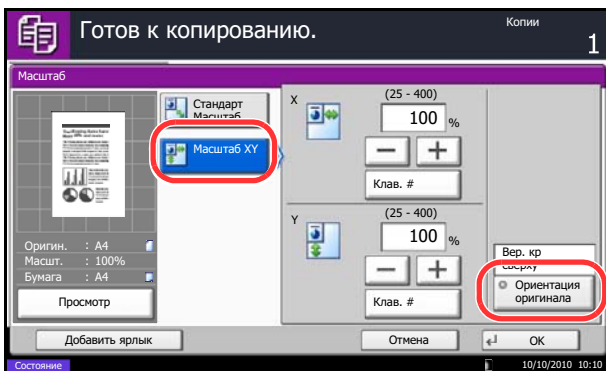 Готов к копированию.
Копии
1
Масштаб
Стандарт
Масштаб
Масштаб XY
X
(25 - 400)
100 %
Клав. #
Y
(25 - 400)
100 %
Клав. #
Оригин. : A4
Масшт. : 100%
Бумага : A4
Просмотр
Вер. кр
сверху
Ориентация
оригинала
Добавить ярлык
Отмена
OK
Состояние
10/10/2010 10:10